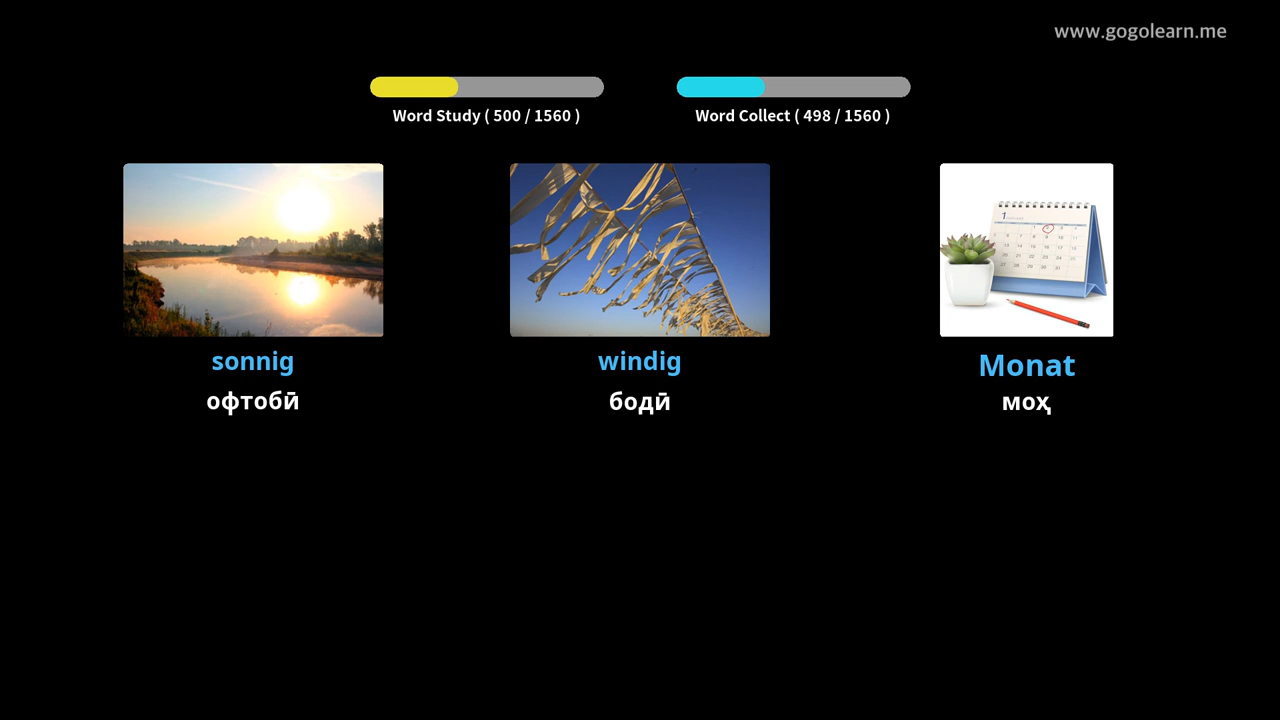 www.gogolearn.me
Word Study ( 500 / 1560 )
Word Collect ( 498 / 1560 )
sonnig
windig
Monat
офтобӣ
бодӣ
моҳ